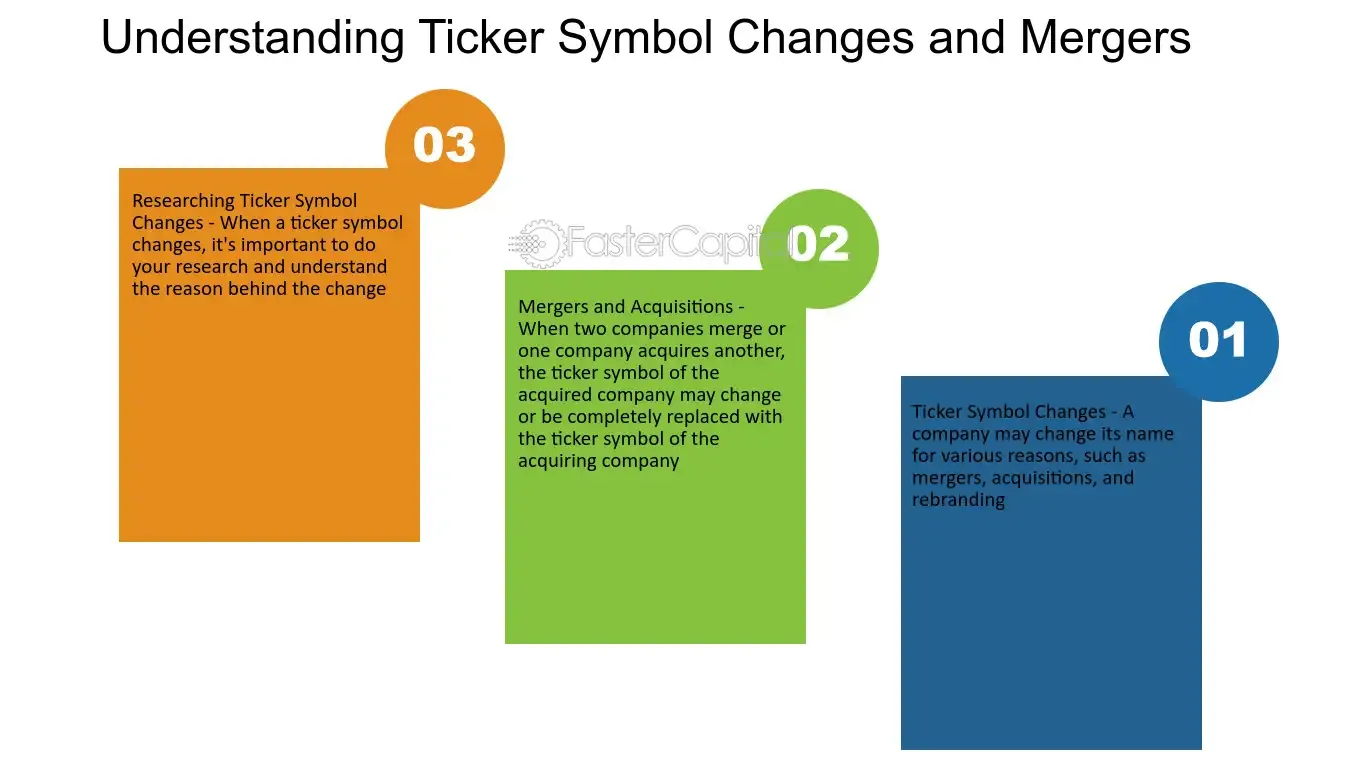 Understanding Ticker Symbol Changes and Mergers
03
Researching Ticker Symbol
Changes - When a ticker symbol
changes, it's important to do
your research and understand
the reason behind the change
FasterCapital
02
Mergers and Acquisitions -
When two companies merge or
one company acquires another,
the ticker symbol of the
acquired company may change
or be completely replaced with
the ticker symbol of the
acquiring company
01
Ticker Symbol Changes - A
company may change its name
for various reasons, such as
mergers, acquisitions, and
rebranding